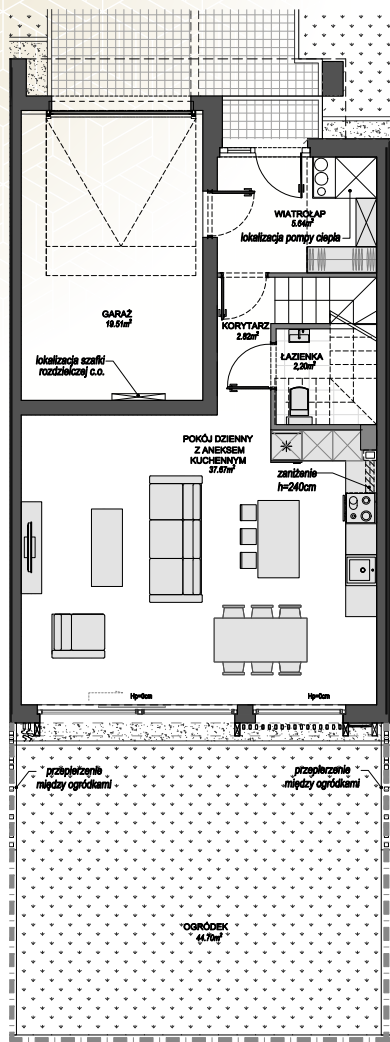 WIATROŁAP
5.64m²
lokalizacja pompy ciepła
GARAŻ
19.51m²
KORYTARZ
2.82m²
ŁAZIENKA
2,20m²
lokalizacja szafki
rozdzielczej c.o.
POKÓJ DZIENNY
Z ANEKSEM
KUCHENNYM
37.67m²
zaniżenie
h=240cm
Hp=0cm
Hp=0cm
przepierzenie
między ogródkami
przepierzenie
między ogródkami
OGRÓDEK
44.70m²